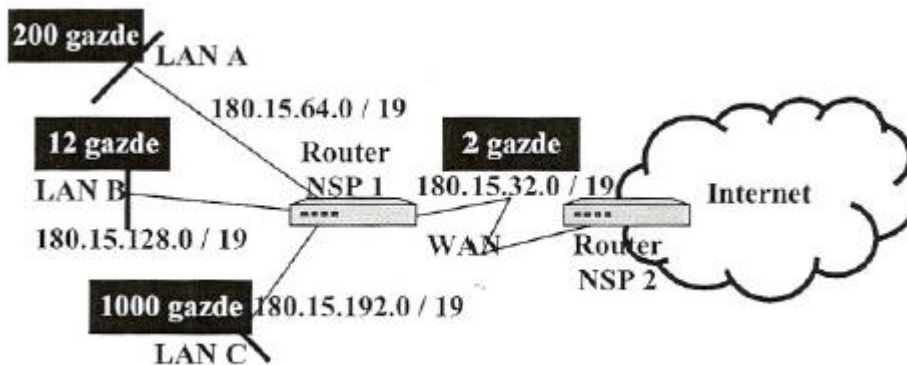 200 gazde
LAN A
180.15.64.0 / 19
12 gazde
2 gazde
Router
NSP 1
LAN B
180.15.32.0 / 19
Internet
180.15.128.0 / 19
WAN
Router
NSP 2
1000 gazde
180.15.192.0 / 19
LAN C